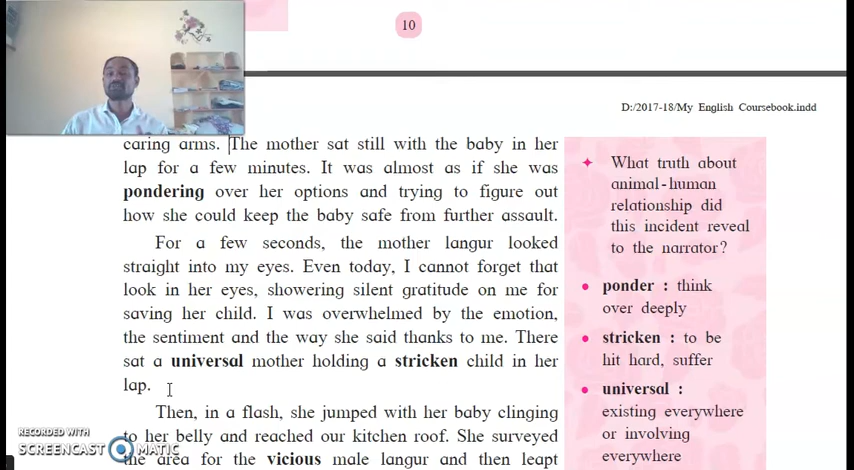 10
D:/2017-18/My English Coursebook.indd
caring arms. The mother sat still with the baby in her
lap for a few minutes. It was almost as if she was
pondering over her options and trying to figure out
how she could keep the baby safe from further assault.
For a few seconds, the mother langur looked
straight into my eyes. Even today, I cannot forget that
look in her eyes, showering silent gratitude on me for
saving her child. I was overwhelmed by the emotion,
the sentiment and the way she said thanks to me. There
sat a universal mother holding a stricken child in her
lap.
Then, in a flash, she jumped with her baby clinging
to her belly and reached our kitchen roof. She surveyed
the area for the vicious male langur and then leapt
What truth about
animal-human
relationship did
this incident reveal
to the narrator?
ponder : think
over deeply
stricken : to be
hit hard, suffer
universal :
existing everywhere
or involving
everywhere
RECORDED WITH
SCREENCAST MATIC